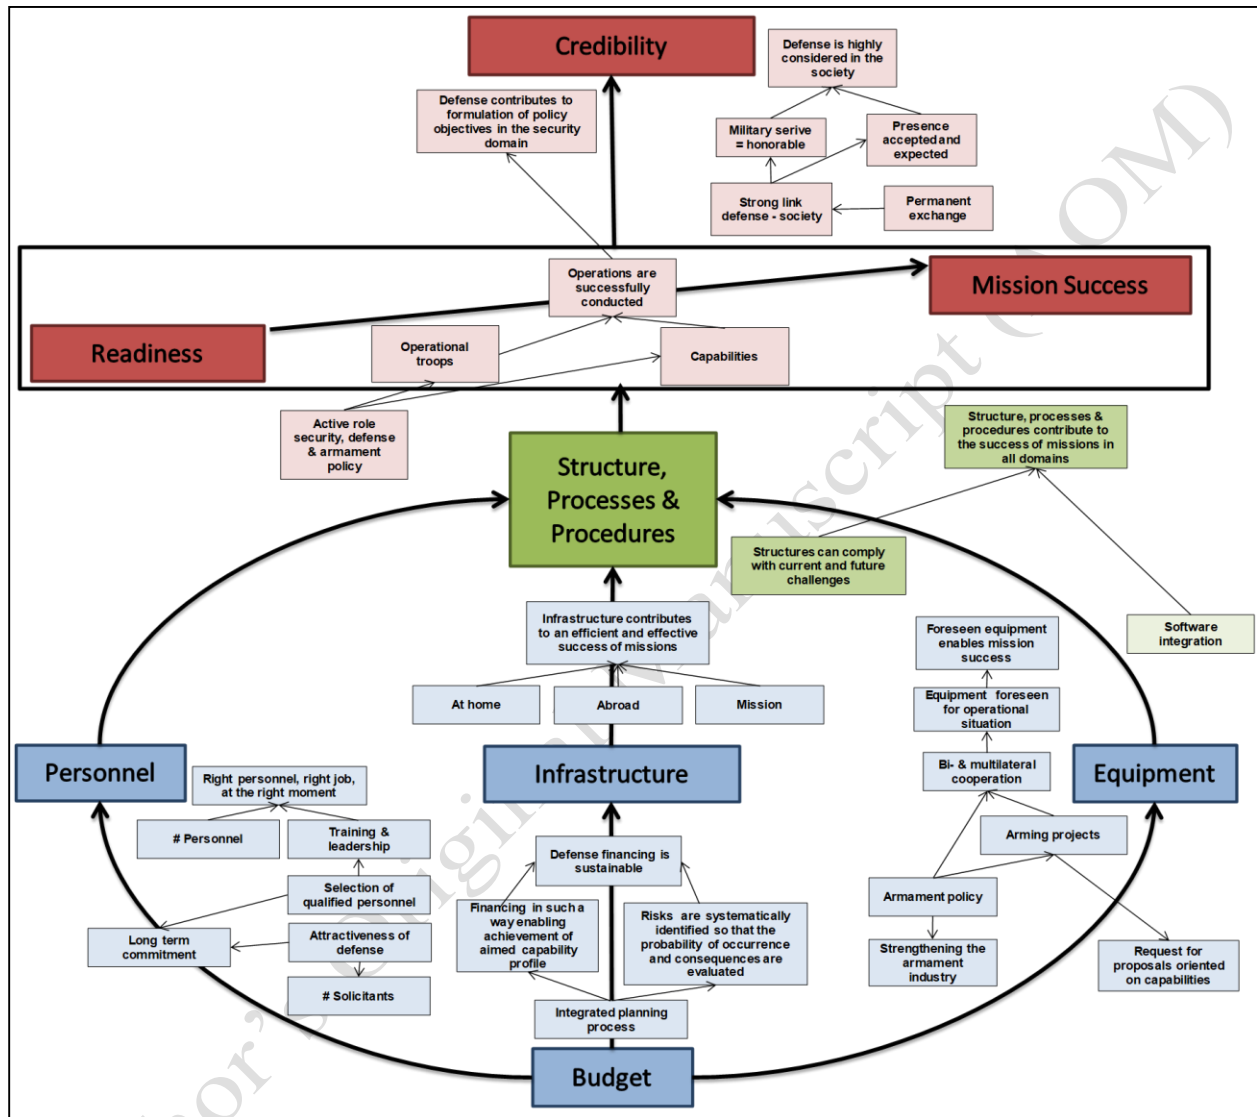 Credibility
Defense is highly
considered in the
society
Defense contributes to
formulation of policy
objectives in the security
domain
Military serive
= honorable
Presence
accepted and
expected
Strong link
defense - society
Permanent
exchange
Operations are
successfully
conducted
Mission Success
Readiness
Operational
troops
Capabilities
Active role
security, defense
& armament
policy
Structure, processes &
procedures contribute to
the success of missions in
all domains
Structure,
Processes &
Procedures
Structures can comply
with current and future
challenges
Software
integration
Infrastructure contributes
to an efficient and effective
success of missions
At home
Abroad
Mission
Foreseen equipment
enables mission
success
Equipment foreseen
for operational
situation
Bi- & multilateral
cooperation
Personnel
Infrastructure
Equipment
Right personnel, right job,
at the right moment
# Personnel
Training &
leadership
Selection of
qualified personnel
Long term
commitment
Attractiveness of
defense
# Solicitants
Defense financing is
sustainable
Financing in such a
way enabling
achievement of
aimed capability
profile
Risks are systematically
identified so that the
probability of occurrence
and consequences are
evaluated
Integrated planning
process
Arming projects
Armament policy
Strengthening the
armament
industry
Request for
proposals oriented
on capabilities
Budget